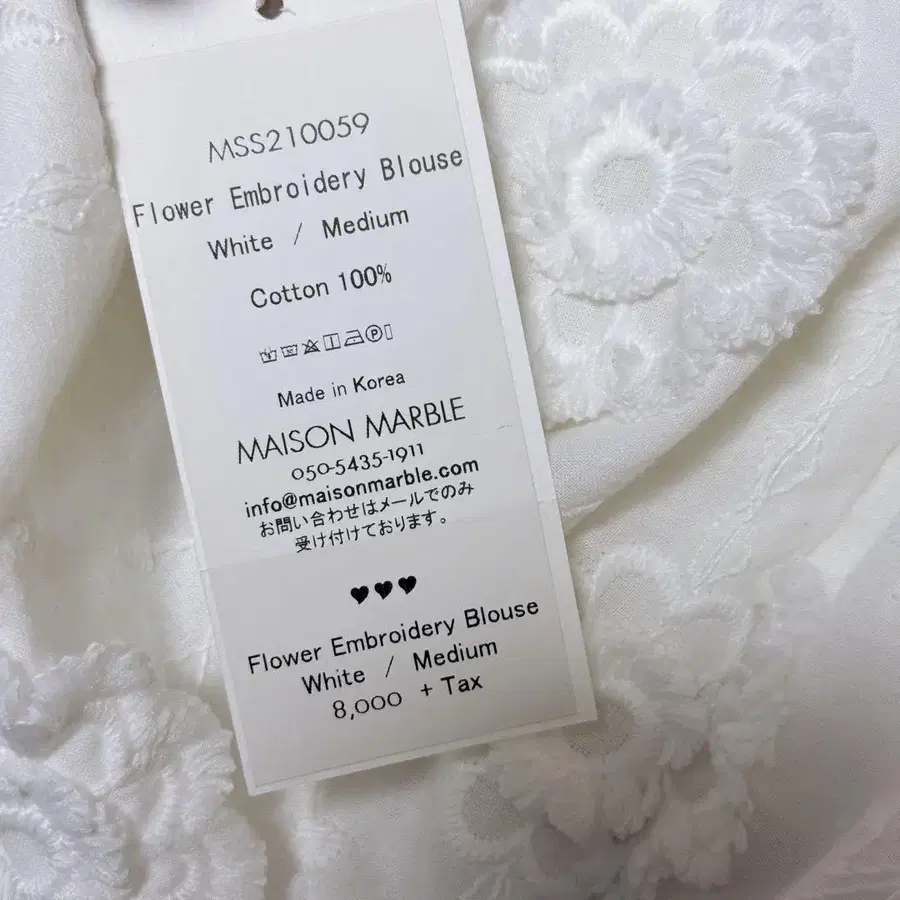 MSS210059
Flower Embroidery Blouse
White / Medium
Cotton 100%
Made in Korea
MAISON MARBLE
050-5435-1911
info@maisonmarble.com
お問い合わせはメールでのみ
受け付けております。
♥♥♥
Flower Embroidery Blouse
White / Medium
8,000 + Tax